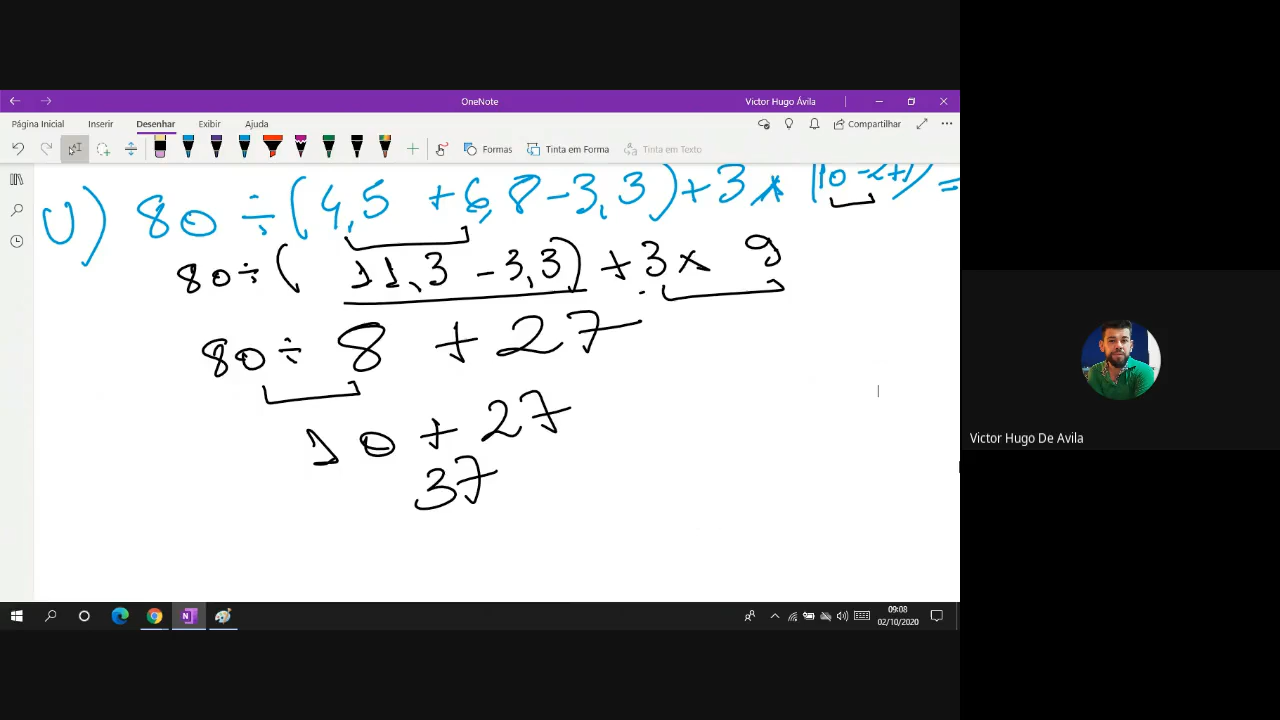 OneNote
Victor Hugo Ávila
Página Inicial Inserir Desenhar Exibir Ajuda
Compartilhar
Formas Tinta em Forma Tinta em Texto
U) 80 ÷ (4,5 + 6,8 - 3,3) + 3 x (10 - 2 + 1) =
80 ÷ ( 11,3 - 3,3) + 3 x 9
80 ÷ 8 + 27
10 + 27
37
Victor Hugo De Avila
09:08
02/10/2020